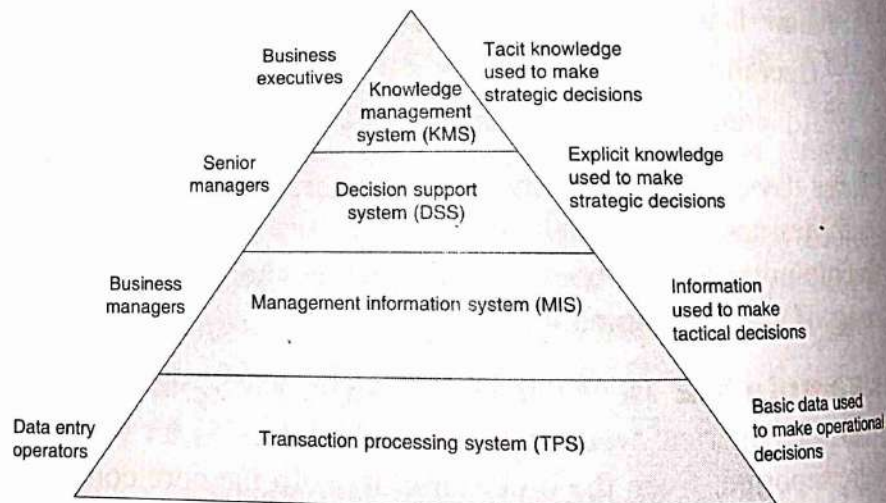 Business
executives
Knowledge
management
system (KMS)
Tacit knowledge
used to make
strategic decisions
Senior
managers
Decision support
system (DSS)
Explicit knowledge
used to make
strategic decisions
Business
managers
Management information system (MIS)
Information
used to make
tactical decisions
Data entry
operators
Transaction processing system (TPS)
Basic data used
to make operational
decisions